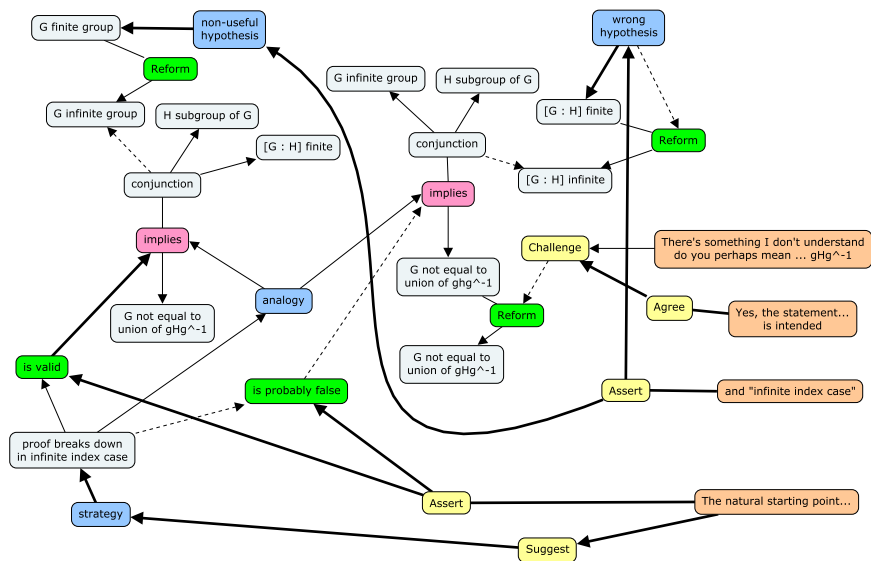 G finite group
non-useful
hypothesis
wrong
hypothesis
Reform
G infinite group
H subgroup of G
G infinite group
H subgroup of G
[G : H] finite
[G : H] finite
conjunction
Reform
conjunction
[G : H] infinite
implies
implies
Challenge
There's something I don't understand
do you perhaps mean ... gHg^-1
G not equal to
union of ghg^-1
analogy
G not equal to
union of gHg^-1
Reform
Agree
Yes, the statement...
is intended
G not equal to
union of gHg^-1
is valid
is probably false
Assert
and "infinite index case"
proof breaks down
in infinite index case
strategy
Assert
The natural starting point...
Suggest